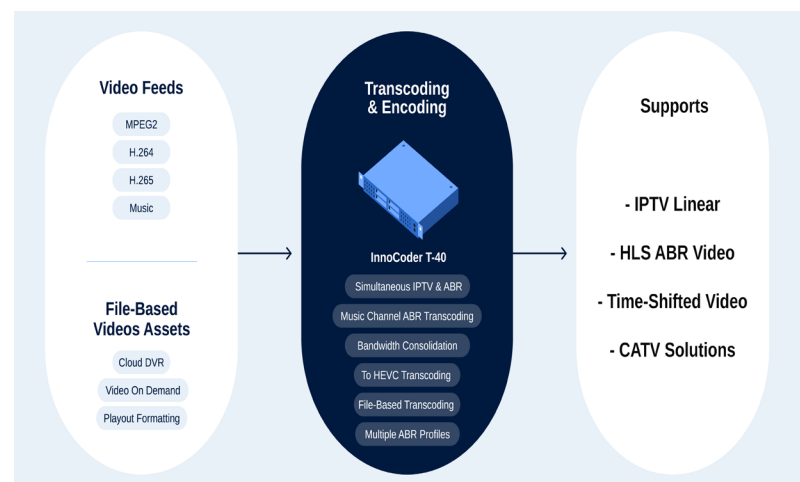 Video Feeds
MPEG2
H.264
H.265
Music
File-Based
Videos Assets
Cloud DVR
Video On Demand
Playout Formatting
Transcoding
& Encoding
InnoCoder T-40
Simultaneous IPTV & ABR
Music Channel ABR Transcoding
Bandwidth Consolidation
To HEVC Transcoding
File-Based Transcoding
Multiple ABR Profiles
Supports
- IPTV Linear
- HLS ABR Video
- Time-Shifted Video
- CATV Solutions